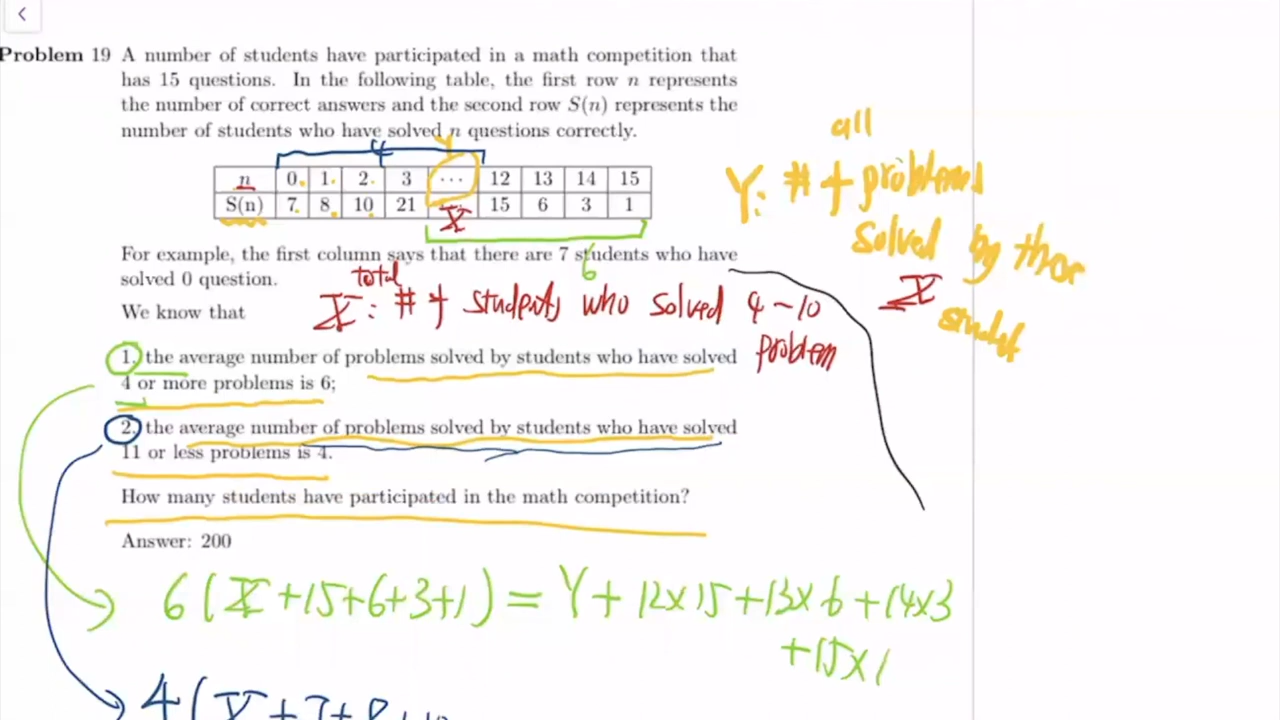 Problem 19 A number of students have participated in a math competition that
has 15 questions. In the following table, the first row n represents
the number of correct answers and the second row S(n) represents the
number of students who have solved n questions correctly.
4 Y
n 0 1 2 3 ... 12 13 14 15
S(n) 7 8 10 21 X 15 6 3 1
6
all
Y: # of problems
solved by those
X
student
For example, the first column says that there are 7 students who have
solved 0 question.
total
We know that
X: # of students who solved 4~10
problem
1. the average number of problems solved by students who have solved
4 or more problems is 6;
2. the average number of problems solved by students who have solved
11 or less problems is 4.
How many students have participated in the math competition?
Answer: 200
6(X+15+6+3+1) = Y+12×15+13×6+14×3
+15×1
4(X+7+8+10